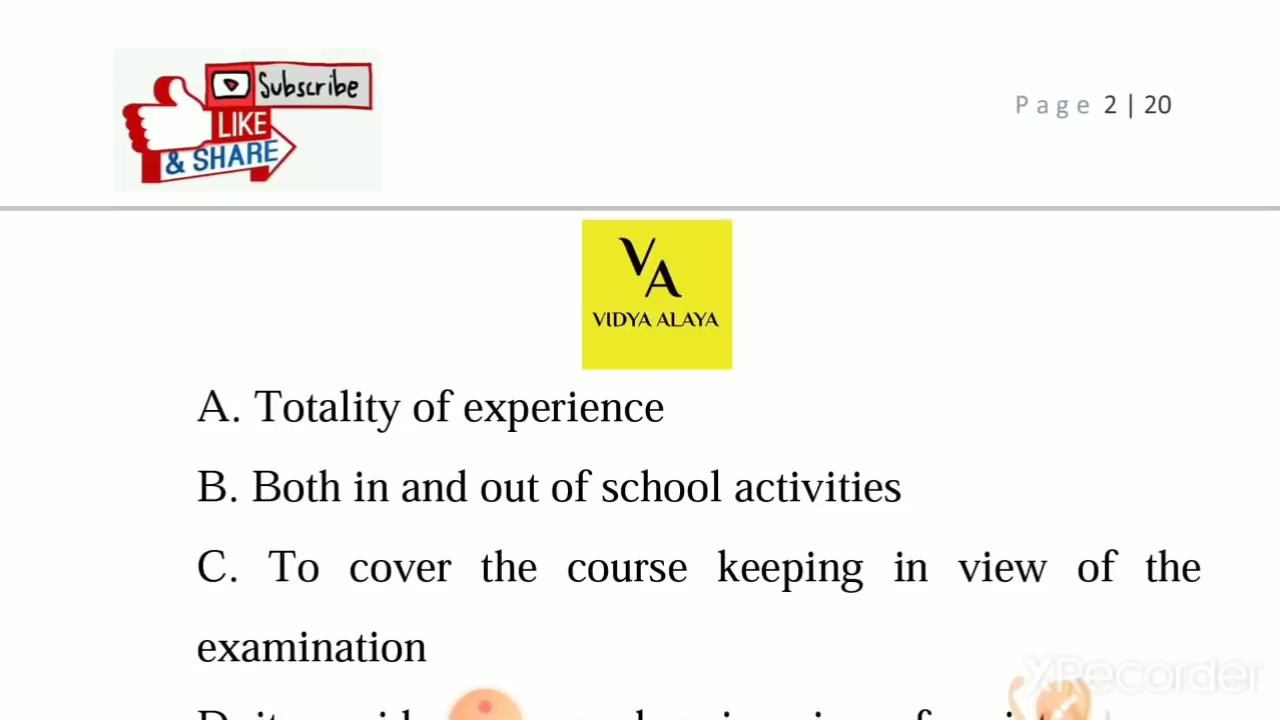 Subscribe
LIKE
& SHARE
Page 2 | 20
VA
VIDYA ALAYA
A. Totality of experience
B. Both in and out of school activities
C. To cover the course keeping in view of the
examination
XRecorder